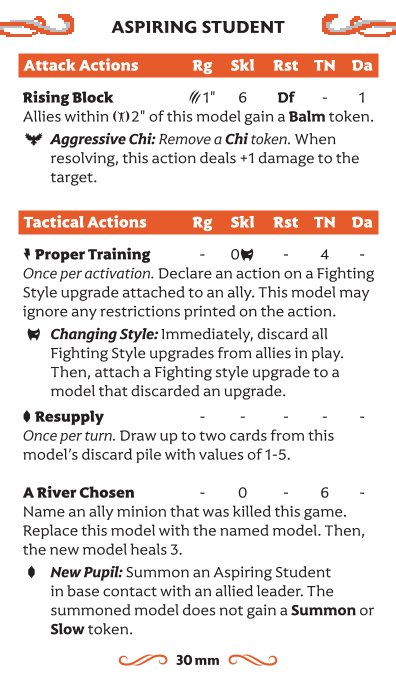 ASPIRING STUDENT
Attack Actions Rg Skl Rst TN Da
Rising Block 1" 6 Df - 1
Allies within 2" of this model gain a Balm token.
Aggressive Chi: Remove a Chi token. When
resolving, this action deals +1 damage to the
target.
Tactical Actions Rg Skl Rst TN Da
Proper Training - 0 - 4 -
Once per activation. Declare an action on a Fighting
Style upgrade attached to an ally. This model may
ignore any restrictions printed on the action.
Changing Style: Immediately, discard all
Fighting Style upgrades from allies in play.
Then, attach a Fighting style upgrade to a
model that discarded an upgrade.
Resupply - - - - -
Once per turn. Draw up to two cards from this
model's discard pile with values of 1-5.
A River Chosen - 0 - 6 -
Name an ally minion that was killed this game.
Replace this model with the named model. Then,
the new model heals 3.
New Pupil: Summon an Aspiring Student
in base contact with an allied leader. The
summoned model does not gain a Summon or
Slow token.
30 mm